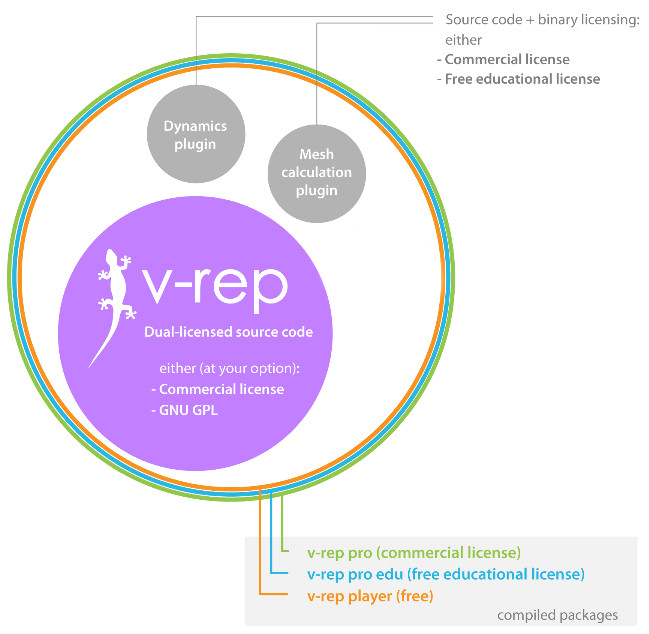 Source code + binary licensing:
either
- Commercial license
- Free educational license
Dynamics
plugin
Mesh
calculation
plugin
v-rep
Dual-licensed source code
either (at your option):
- Commercial license
- GNU GPL
v-rep pro (commercial license)
v-rep pro edu (free educational license)
v-rep player (free)
compiled packages